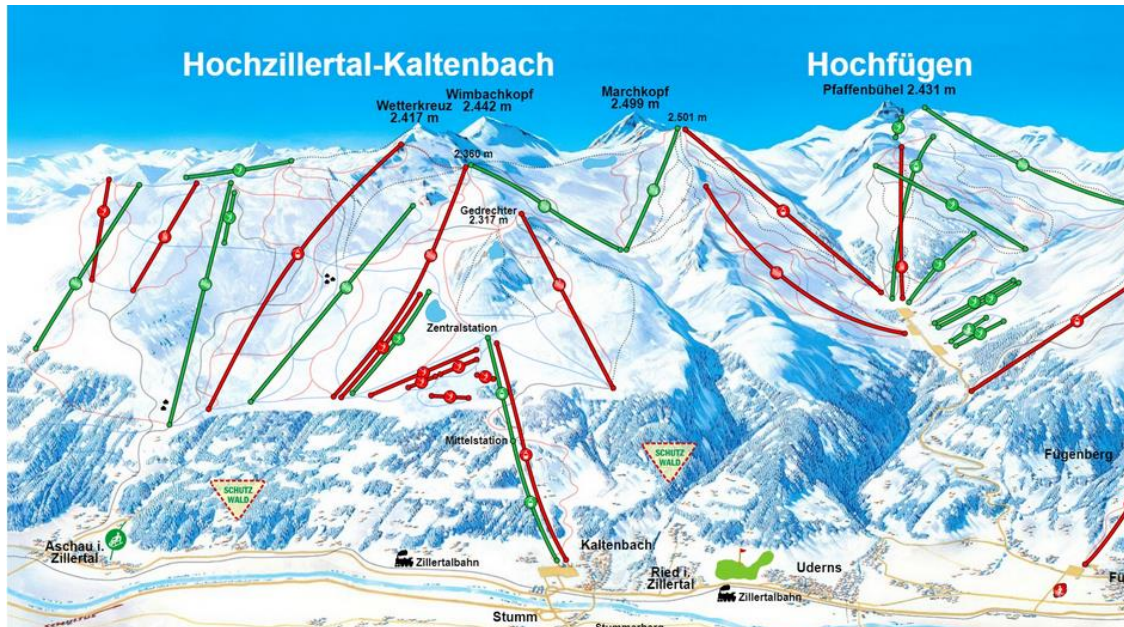 Hochzillertal-Kaltenbach
Hochfügen
Wimbachkopf
2.442 m
Wetterkreuz
2.417 m
Marchkopf
2.499 m
2.501 m
Pfaffenbühel 2.431 m
2.360 m
Gedrechter
2.317 m
Zentralstation
Mittelstation
SCHUTZ
WALD
SCHUTZ
WALD
Fügenberg
Aschau i.
Zillertal
Zillertalbahn
Kaltenbach
Ried i.
Zillertal
Uderns
Zillertalbahn
Stumm
Stummerberg